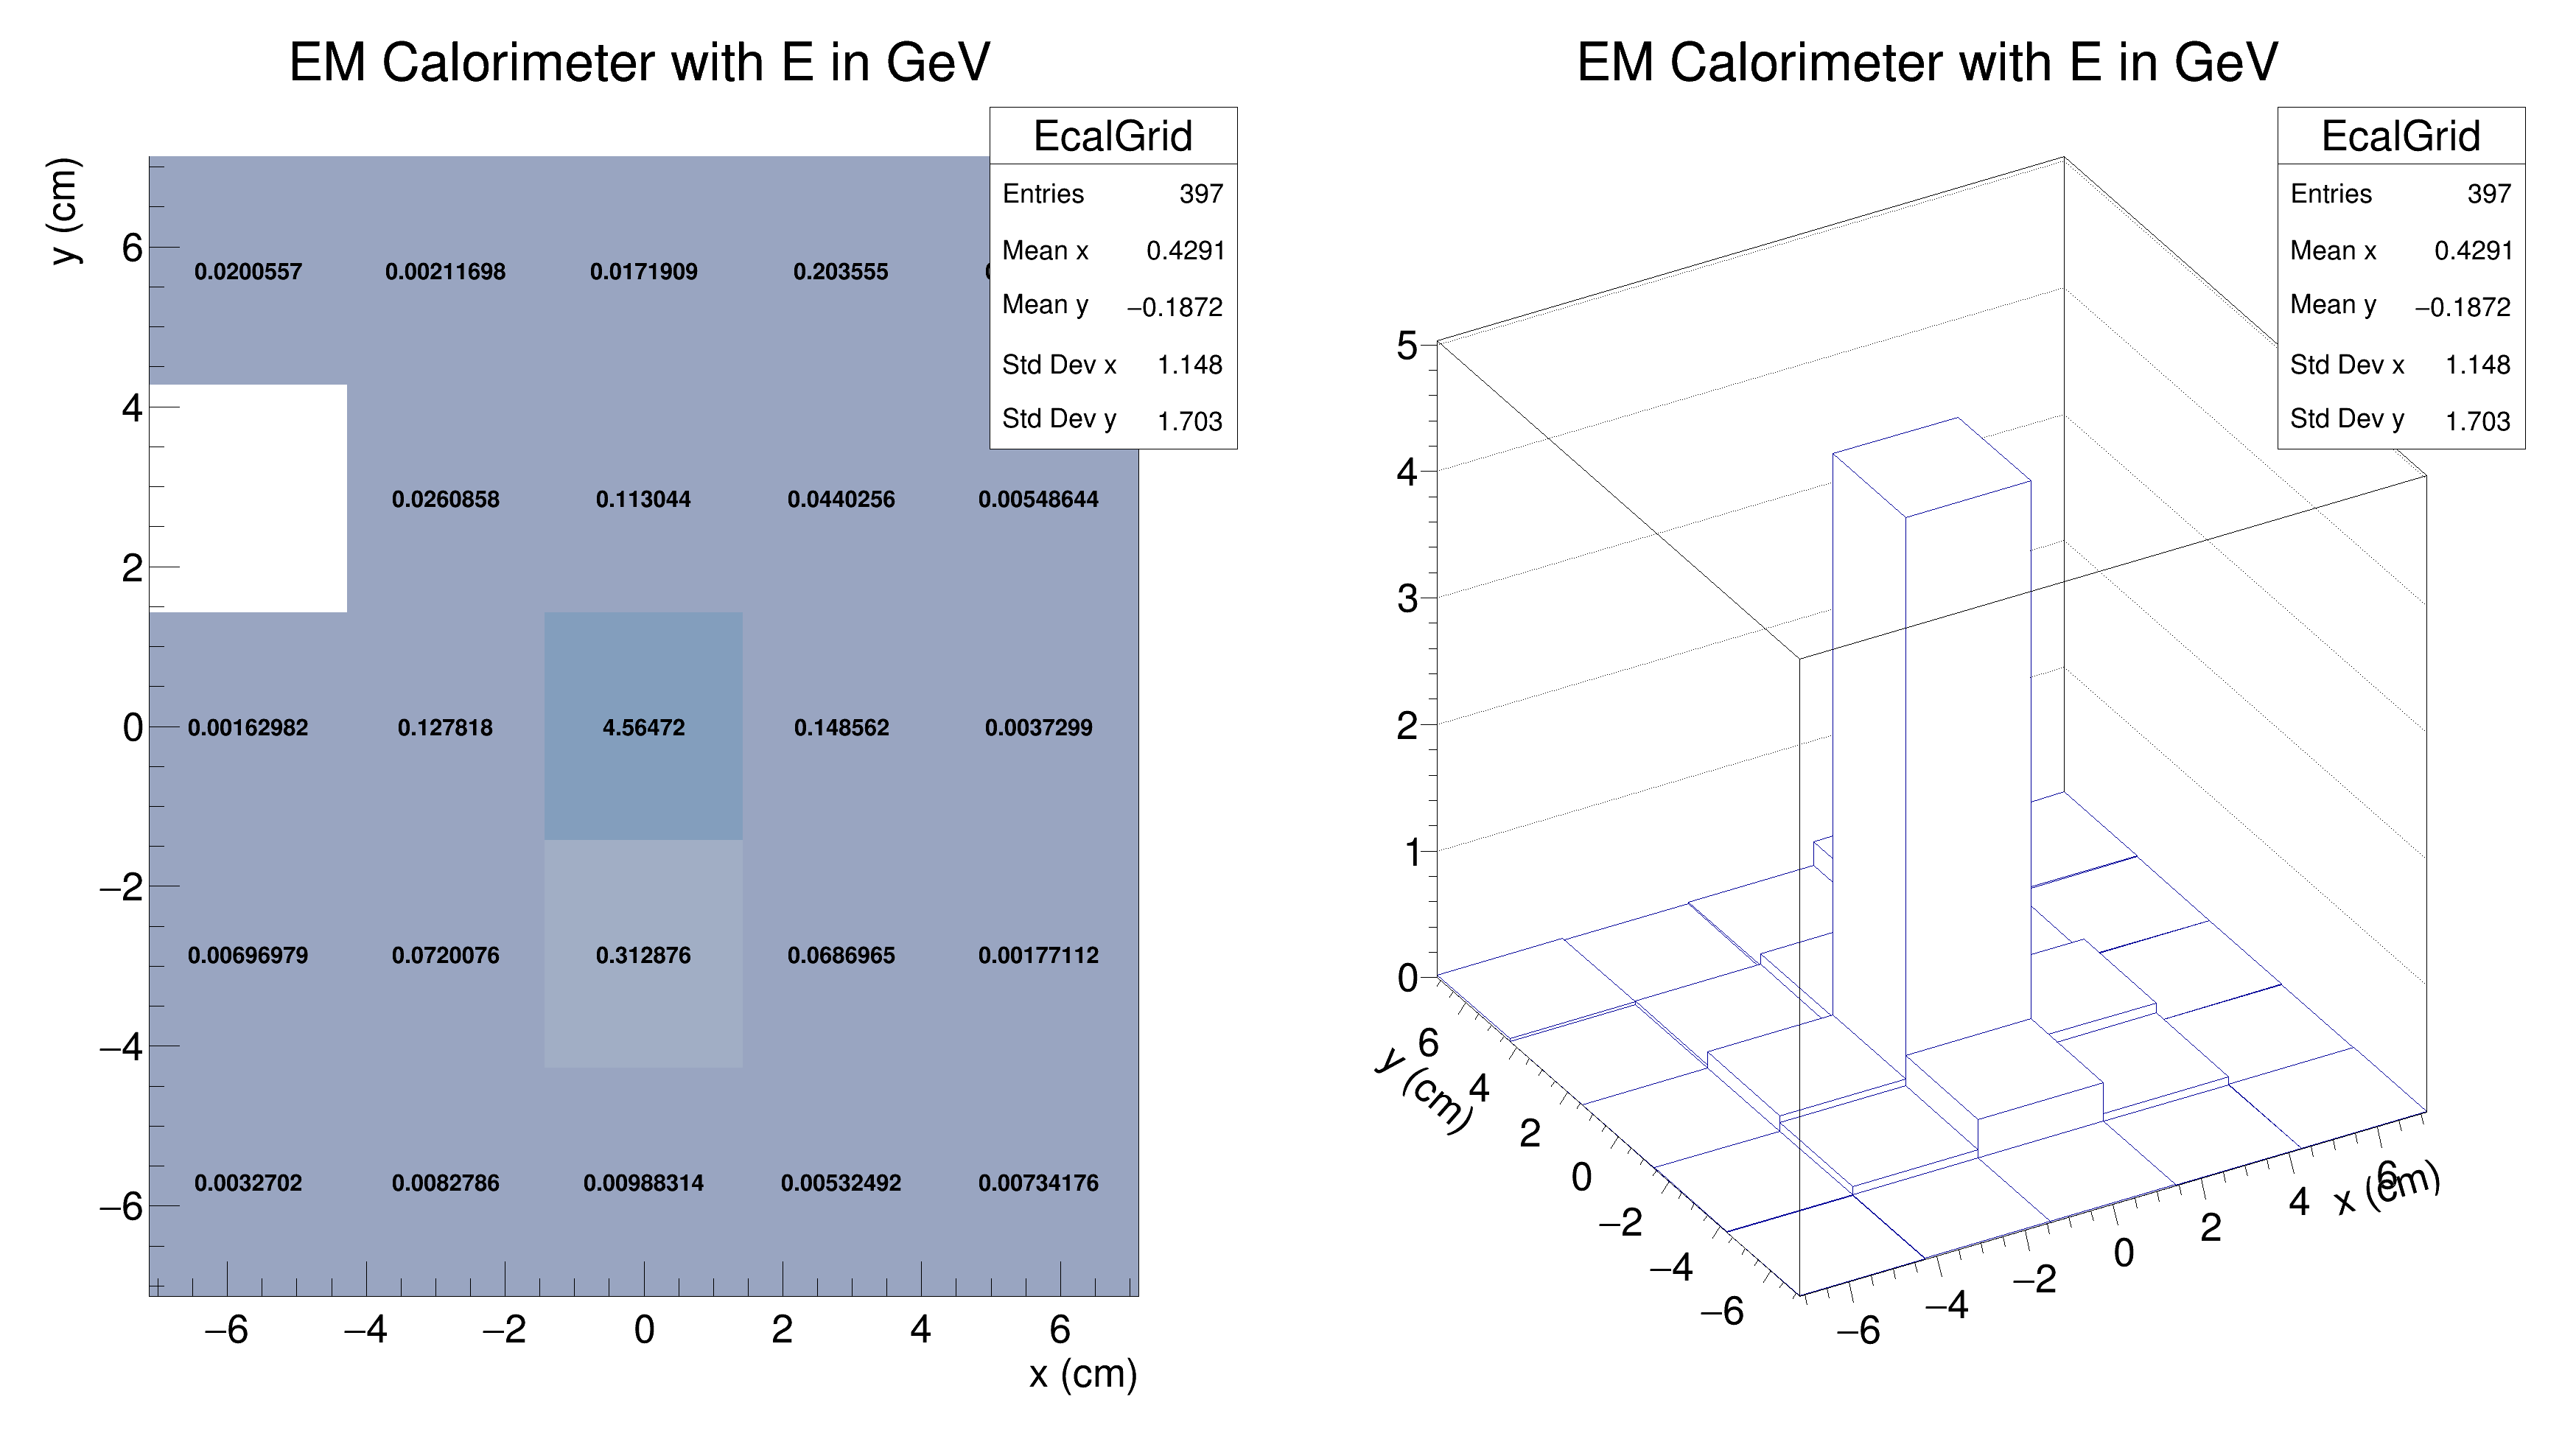 EM Calorimeter with E in GeV
EcalGrid
Entries 397
Mean x 0.4291
Mean y −0.1872
Std Dev x 1.148
Std Dev y 1.703
y (cm)
6
4
2
0
−2
−4
−6
0.0200557 0.00211698 0.0171909 0.203555
0.0260858 0.113044 0.0440256 0.00548644
0.00162982 0.127818 4.56472 0.148562 0.0037299
0.00696979 0.0720076 0.312876 0.0686965 0.00177112
0.0032702 0.0082786 0.00988314 0.00532492 0.00734176
−6 −4 −2 0 2 4 6
x (cm)
EM Calorimeter with E in GeV
EcalGrid
Entries 397
Mean x 0.4291
Mean y −0.1872
Std Dev x 1.148
Std Dev y 1.703
5
4
3
2
1
0
6
4
2
0
−2
−4
−6
y (cm)
−6 −4 −2 0 2 4 6
x (cm)